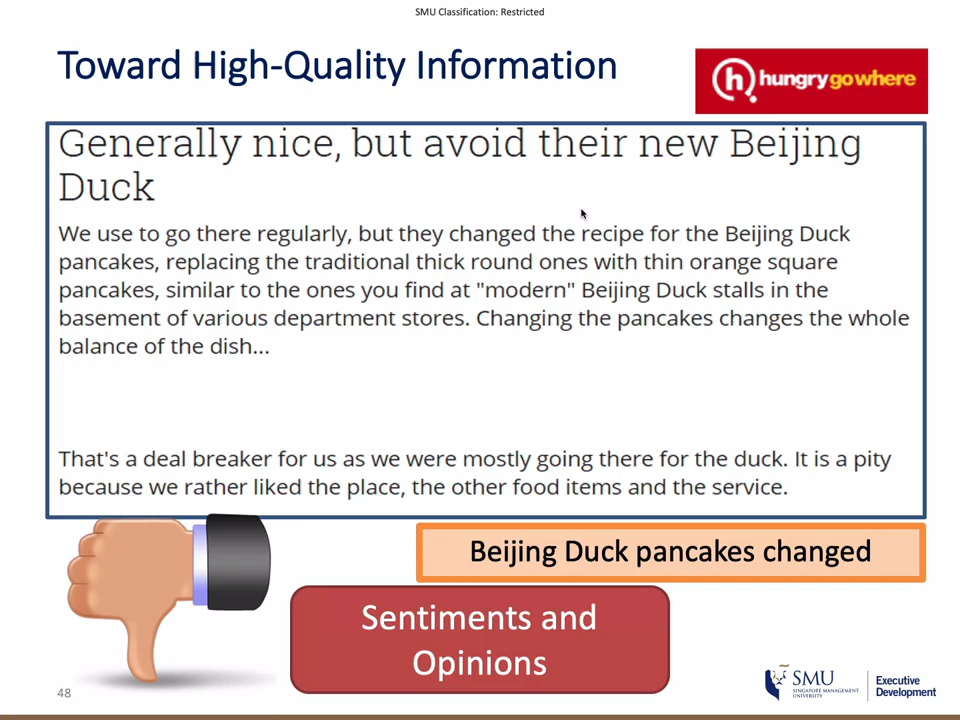 SMU Classification: Restricted
Toward High-Quality Information
h hungrygowhere
Generally nice, but avoid their new Beijing
Duck
We use to go there regularly, but they changed the recipe for the Beijing Duck
pancakes, replacing the traditional thick round ones with thin orange square
pancakes, similar to the ones you find at "modern" Beijing Duck stalls in the
basement of various department stores. Changing the pancakes changes the whole
balance of the dish...
That's a deal breaker for us as we were mostly going there for the duck. It is a pity
because we rather liked the place, the other food items and the service.
Beijing Duck pancakes changed
Sentiments and
Opinions
48
SMU
SINGAPORE MANAGEMENT
UNIVERSITY
Executive
Development